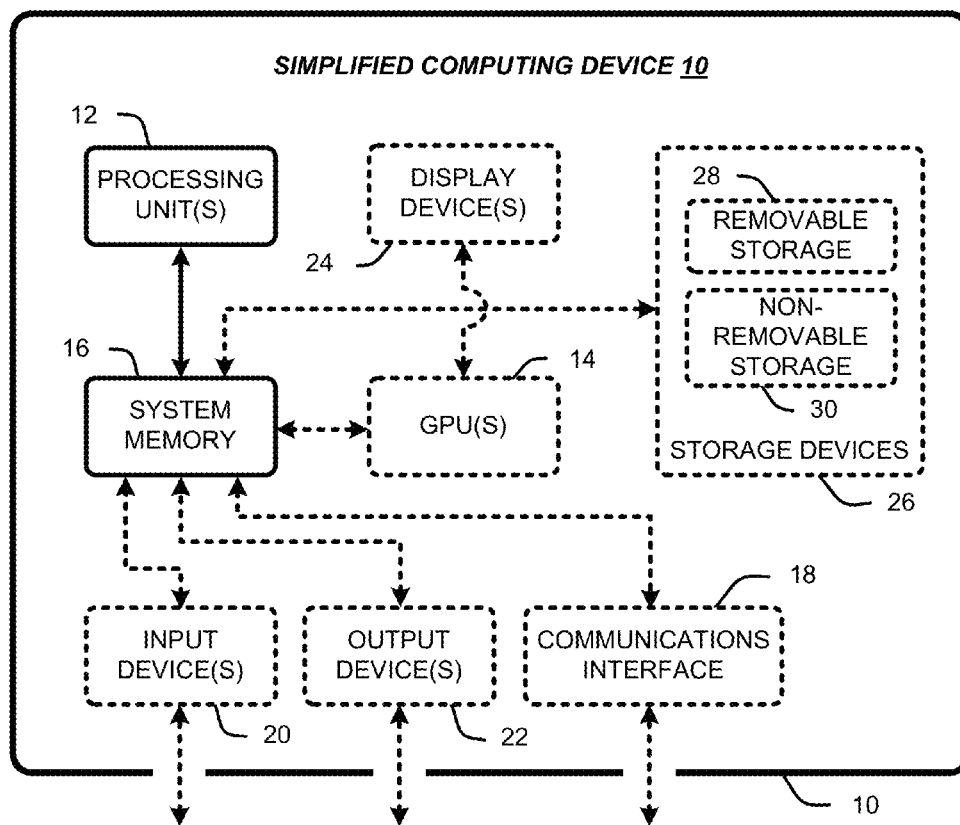 SIMPLIFIED COMPUTING DEVICE 10
12
PROCESSING
UNIT(S)
DISPLAY
DEVICE(S)
24
28
REMOVABLE
STORAGE
NON-
REMOVABLE
STORAGE
30
STORAGE DEVICES
26
16
SYSTEM
MEMORY
14
GPU(S)
18
INPUT
DEVICE(S)
20
OUTPUT
DEVICE(S)
22
COMMUNICATIONS
INTERFACE
10